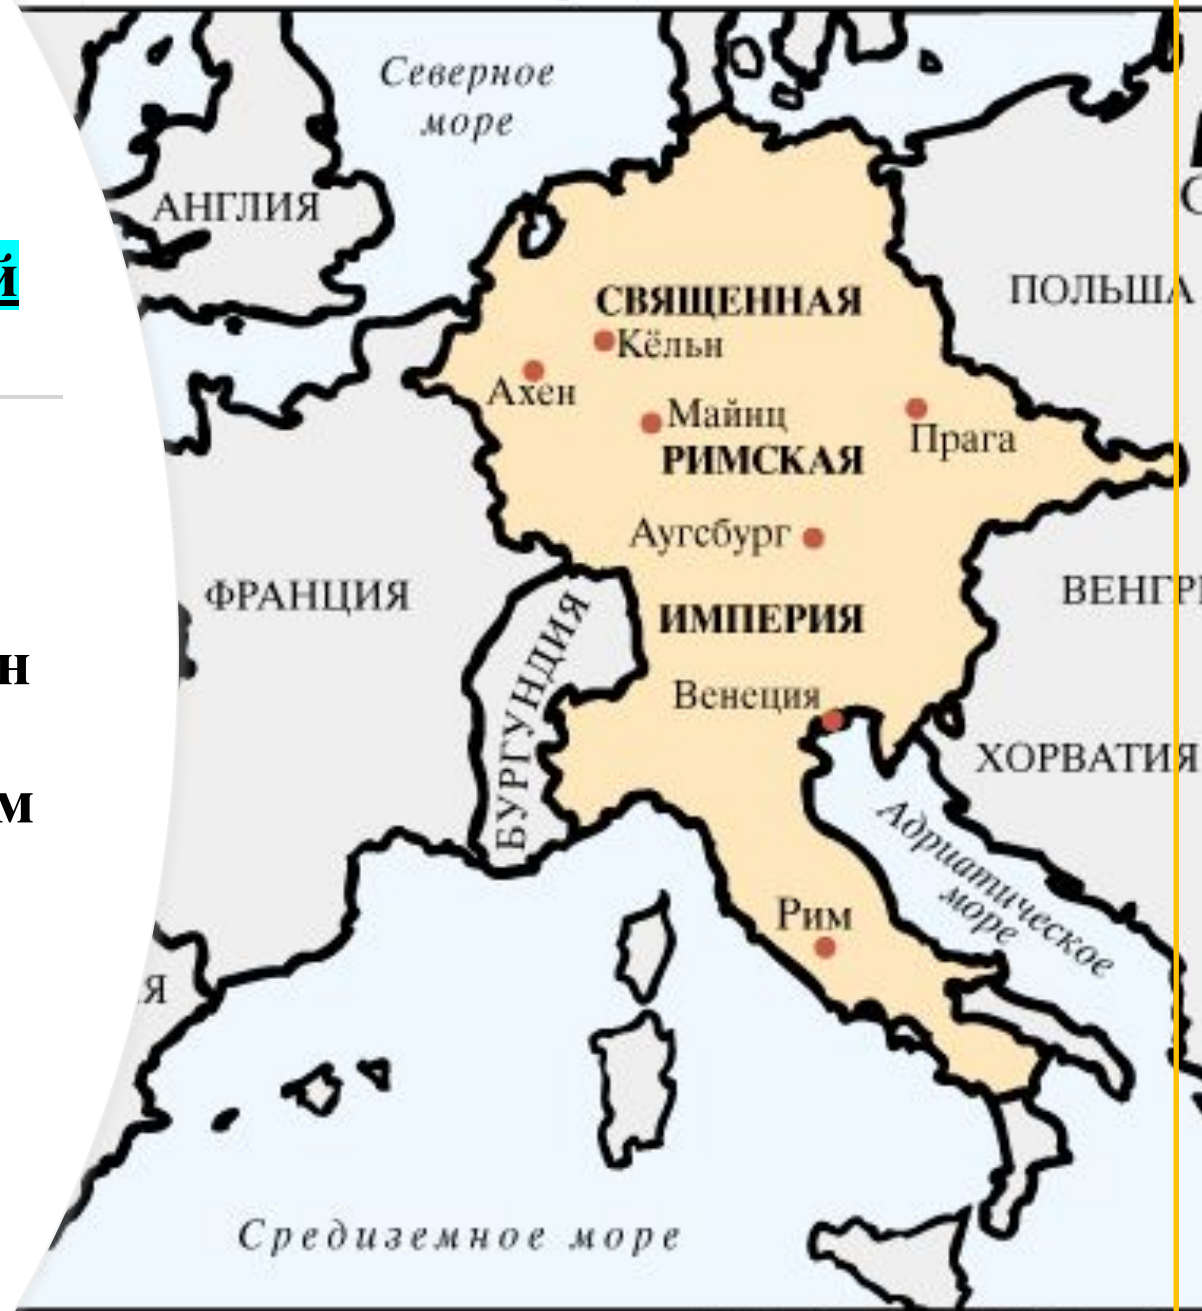 Северное
море
АНГЛИЯ
й
ПОЛЬША
СВЯЩЕННАЯ
Кёльн
Ахен
Майнц
Прага
РИМСКАЯ
Аугсбург
ФРАНЦИЯ
БУРГУНДИЯ
ВЕНГР
ИМПЕРИЯ
н
Венеция
ХОРВАТИЯ
м
Адриатическое
море
Рим
Я
Средиземное море